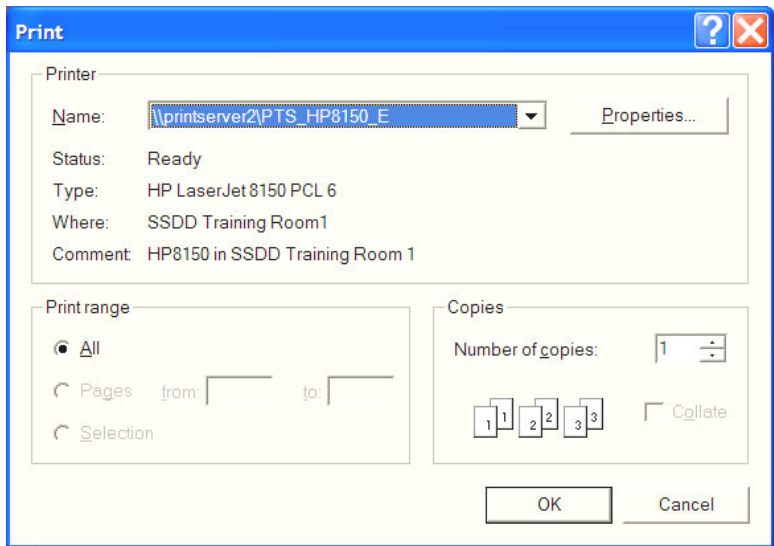 Print
Printer
Name: \\printserver2\PTS_HP8150_E Properties...
Status: Ready
Type: HP LaserJet 8150 PCL 6
Where: SSDD Training Room1
Comment: HP8150 in SSDD Training Room 1
Print range
All
Pages from: to:
Selection
Copies
Number of copies: 1
1 1 2 2 3 3
Collate
OK Cancel